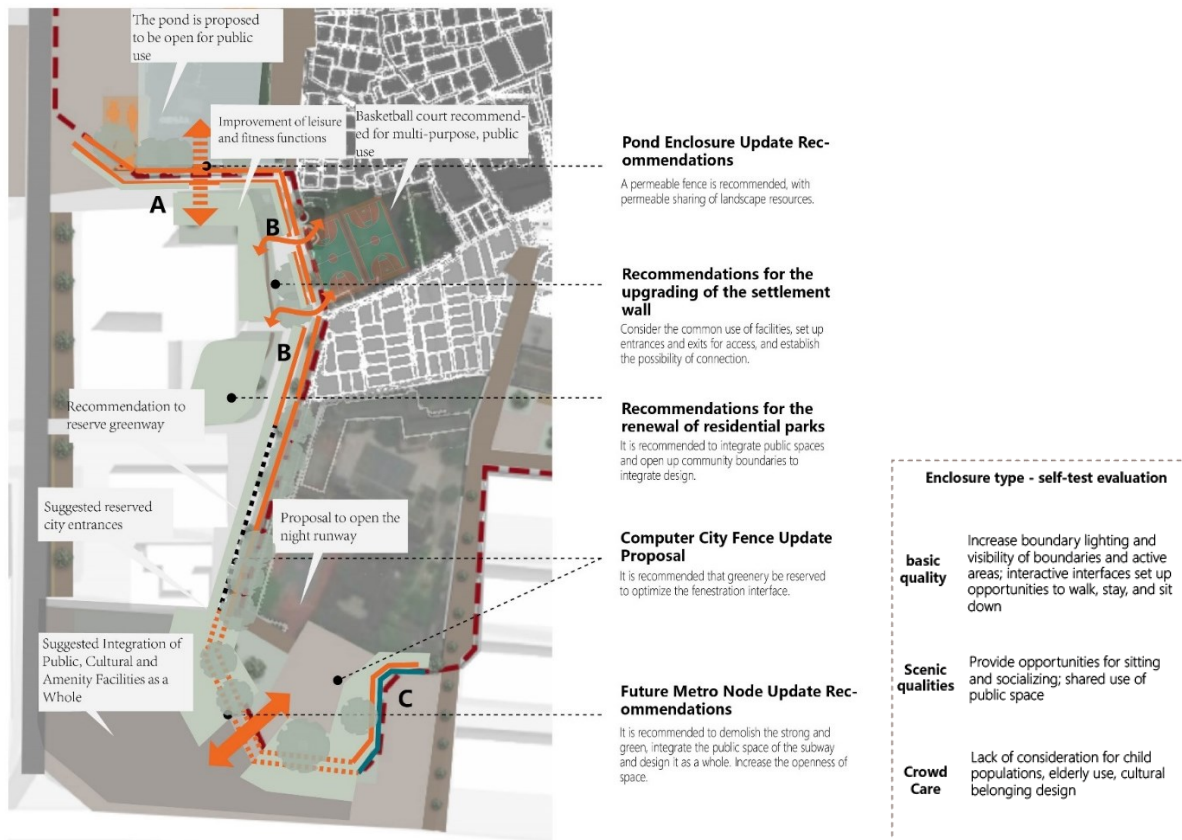 The pond is proposed
to be open for public
use
Improvement of leisure
and fitness functions
Basketball court recommend-
ed for multi-purpose, public
use
A
B
B
Recommendation to
reserve greenway
Suggested reserved
city entrances
Proposal to open the
night runway
Suggested Integration of
Public, Cultural and
Amenity Facilities as a
Whole
C
Pond Enclosure Update Rec-
ommendations
A permeable fence is recommended, with
permeable sharing of landscape resources.
Recommendations for the
upgrading of the settlement
wall
Consider the common use of facilities, set up
entrances and exits for access, and establish
the possibility of connection.
Recommendations for the
renewal of residential parks
It is recommended to integrate public spaces
and open up community boundaries to
integrate design.
Computer City Fence Update
Proposal
It is recommended that greenery be reserved
to optimize the fenestration interface.
Future Metro Node Update Rec-
ommendations
It is recommended to demolish the strong and
green, integrate the public space of the subway
and design it as a whole. Increase the openness of
space.
Enclosure type - self-test evaluation
basic
quality
Increase boundary lighting and
visibility of boundaries and active
areas; interactive interfaces set up
opportunities to walk, stay, and sit
down
Scenic
qualities
Provide opportunities for sitting
and socializing; shared use of
public space
Crowd
Care
Lack of consideration for child
populations, elderly use, cultural
belonging design